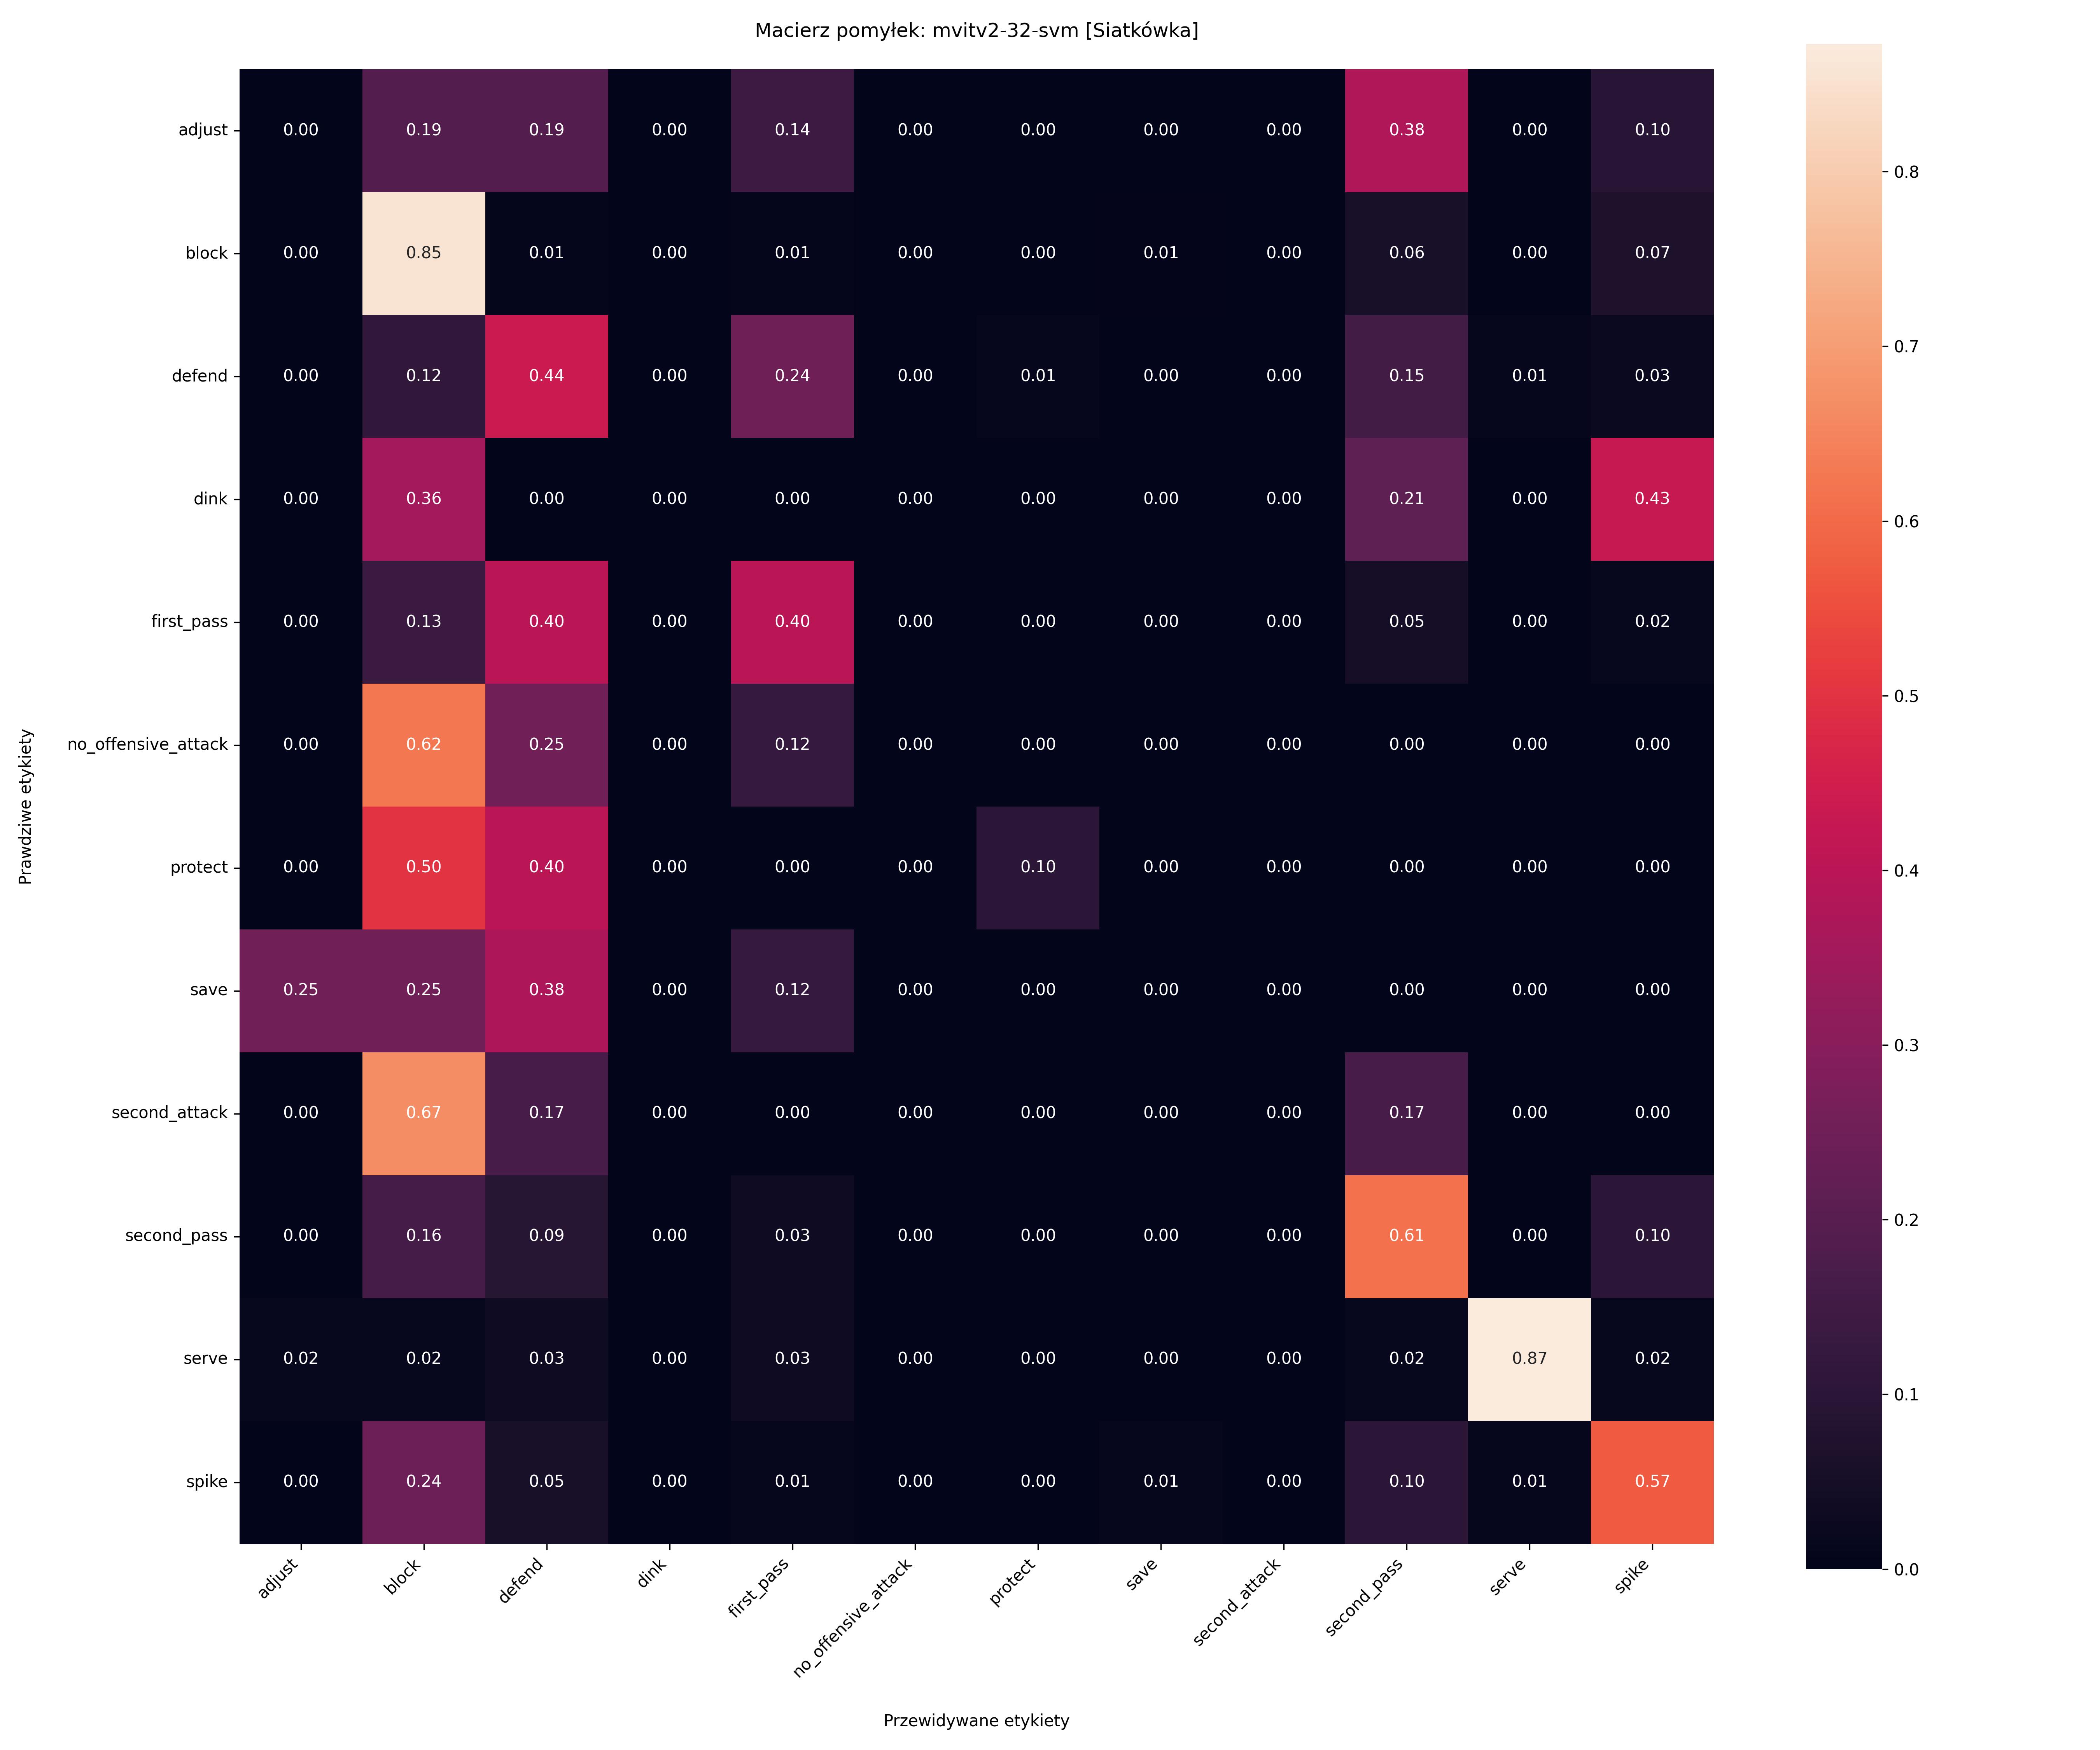 Macierz pomyłek: mvitv2-32-svm [Siatkówka]
Prawdziwe etykiety
adjust 0.00 0.19 0.19 0.00 0.14 0.00 0.00 0.00 0.00 0.38 0.00 0.10
block 0.00 0.85 0.01 0.00 0.01 0.00 0.00 0.01 0.00 0.06 0.00 0.07
defend 0.00 0.12 0.44 0.00 0.24 0.00 0.01 0.00 0.00 0.15 0.01 0.03
dink 0.00 0.36 0.00 0.00 0.00 0.00 0.00 0.00 0.00 0.21 0.00 0.43
first_pass 0.00 0.13 0.40 0.00 0.40 0.00 0.00 0.00 0.00 0.05 0.00 0.02
no_offensive_attack 0.00 0.62 0.25 0.00 0.12 0.00 0.00 0.00 0.00 0.00 0.00 0.00
protect 0.00 0.50 0.40 0.00 0.00 0.00 0.10 0.00 0.00 0.00 0.00 0.00
save 0.25 0.25 0.38 0.00 0.12 0.00 0.00 0.00 0.00 0.00 0.00 0.00
second_attack 0.00 0.67 0.17 0.00 0.00 0.00 0.00 0.00 0.00 0.17 0.00 0.00
second_pass 0.00 0.16 0.09 0.00 0.03 0.00 0.00 0.00 0.00 0.61 0.00 0.10
serve 0.02 0.02 0.03 0.00 0.03 0.00 0.00 0.00 0.00 0.02 0.87 0.02
spike 0.00 0.24 0.05 0.00 0.01 0.00 0.00 0.01 0.00 0.10 0.01 0.57
adjust block defend dink first_pass no_offensive_attack protect save second_attack second_pass serve spike
Przewidywane etykiety
0.8
0.7
0.6
0.5
0.4
0.3
0.2
0.1
0.0